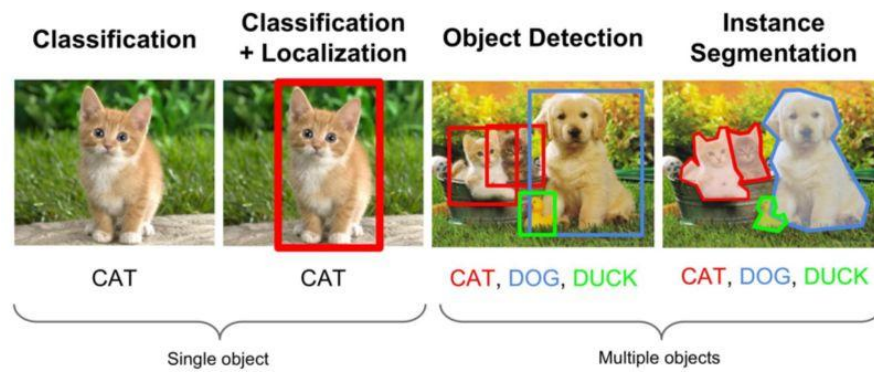 Classification
Classification
+ Localization
Object Detection
Instance
Segmentation
CAT
CAT
CAT, DOG, DUCK
CAT, DOG, DUCK
Single object
Multiple objects